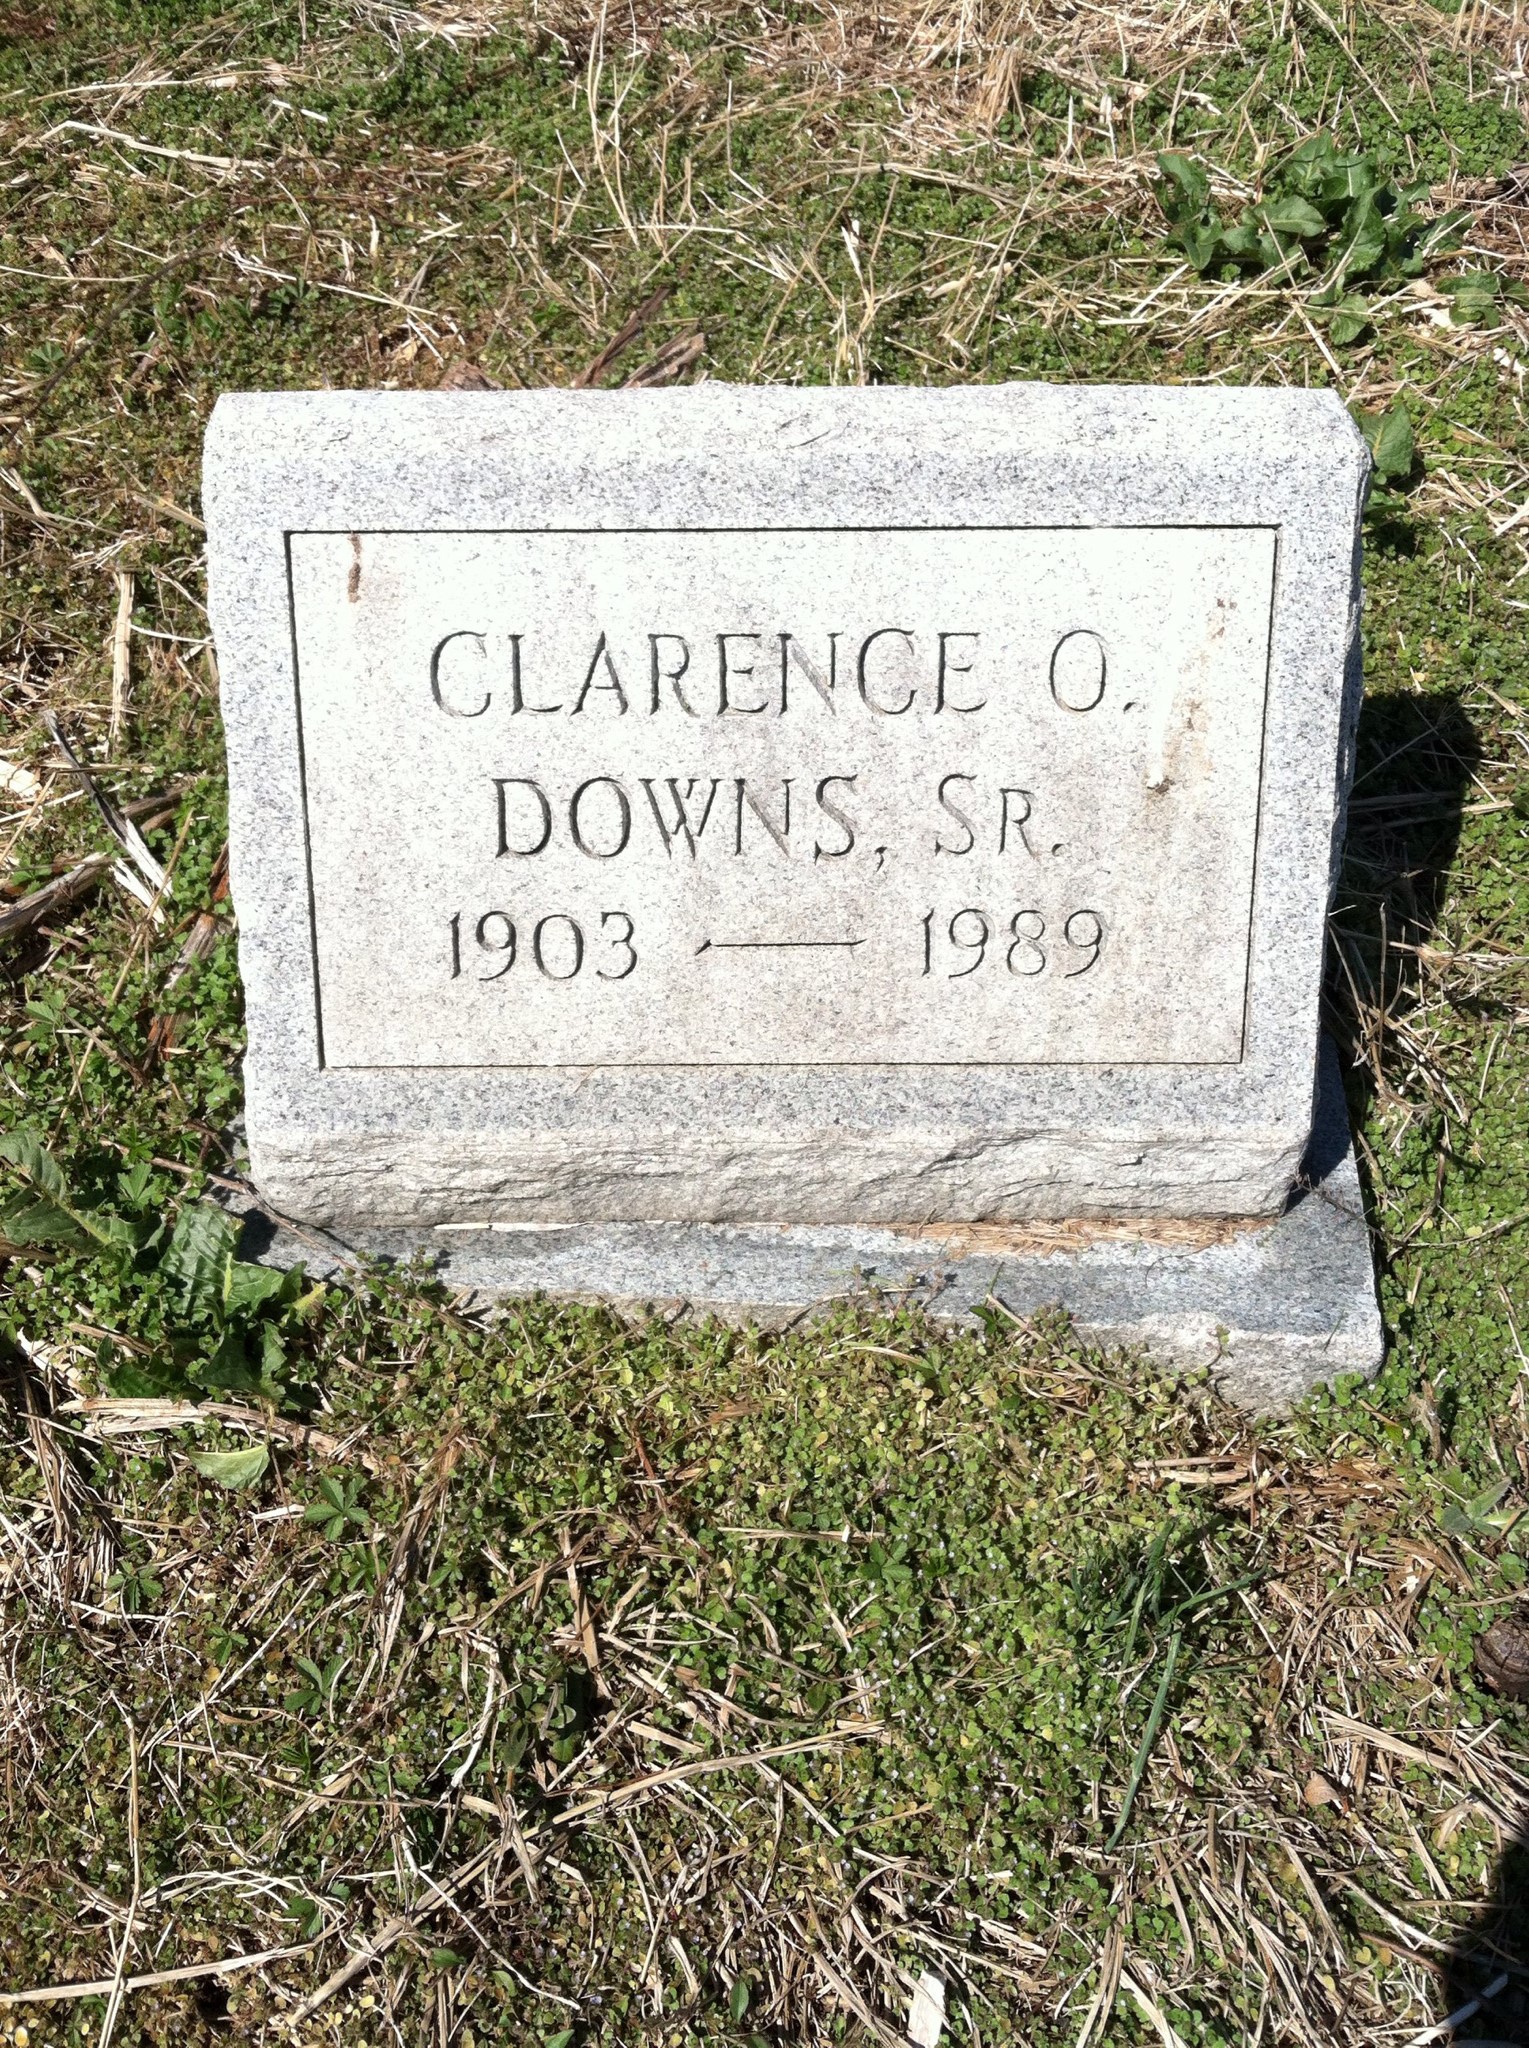 CLARENCE O.
DOWNS, SR.
1903 — 1989